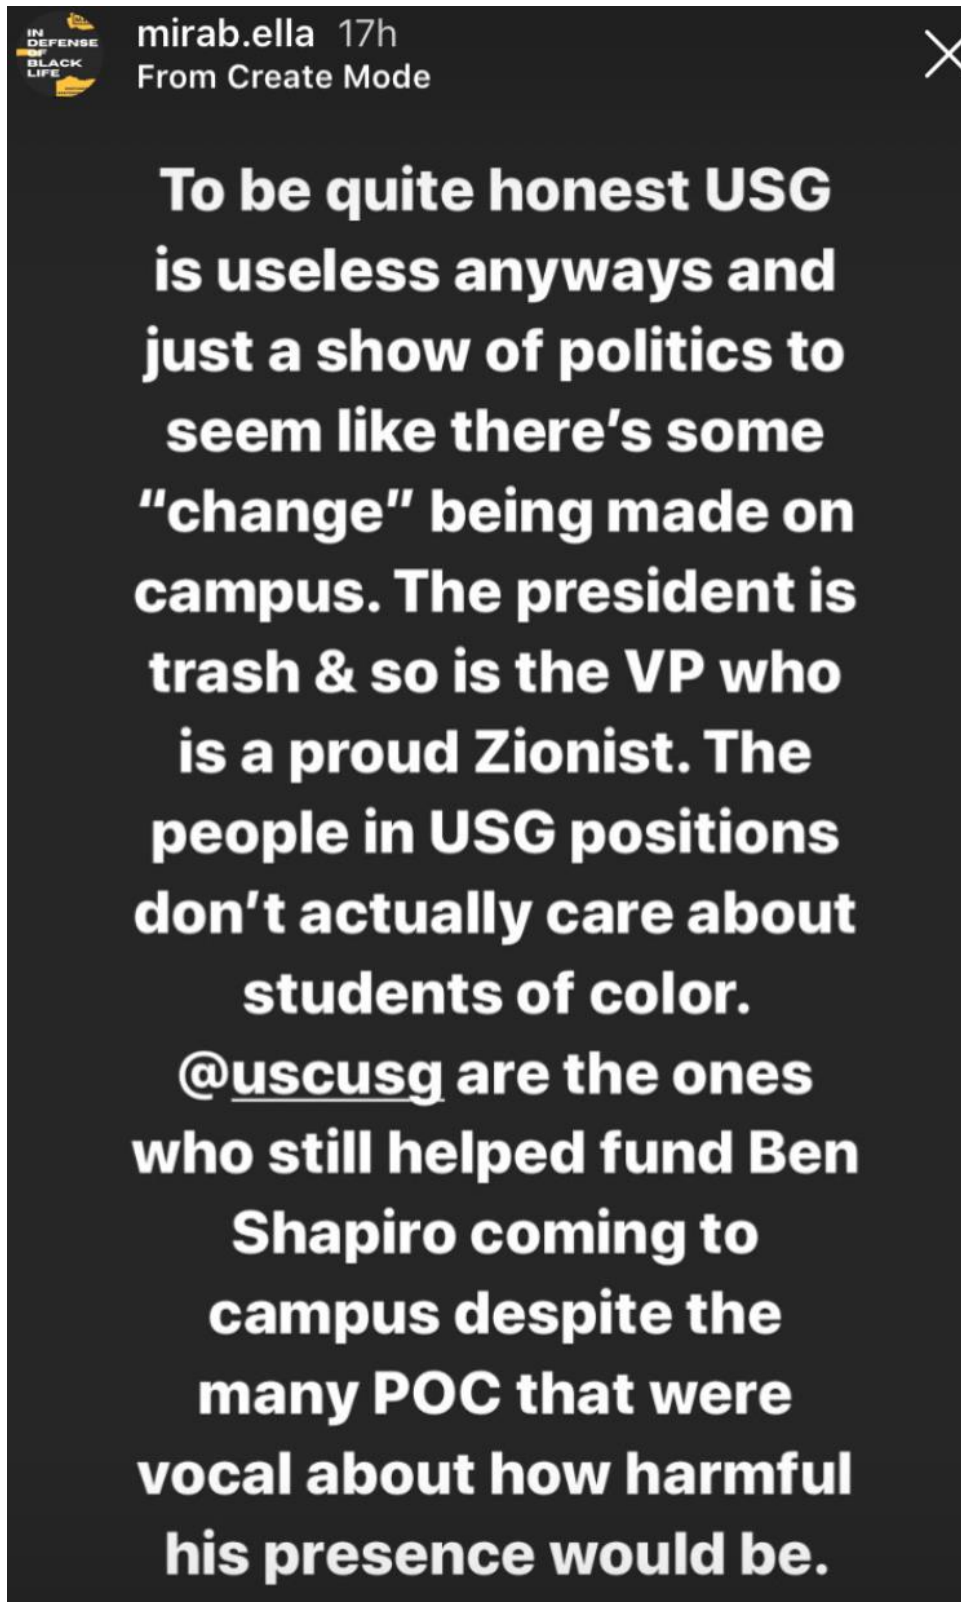 IN
DEFENSE
OF
BLACK
LIFE
mirab.ella 17h
From Create Mode
To be quite honest USG
is useless anyways and
just a show of politics to
seem like there’s some
“change” being made on
campus. The president is
trash & so is the VP who
is a proud Zionist. The
people in USG positions
don’t actually care about
students of color.
@uscusg are the ones
who still helped fund Ben
Shapiro coming to
campus despite the
many POC that were
vocal about how harmful
his presence would be.